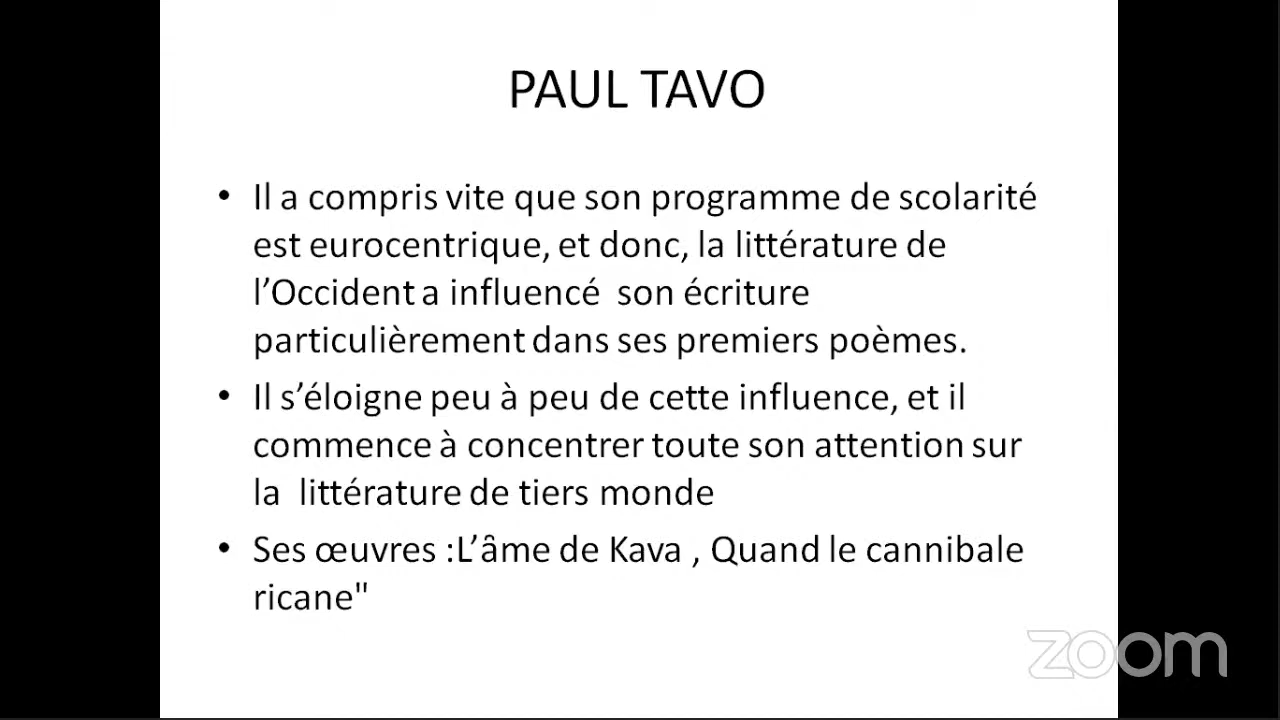 PAUL TAVO
• Il a compris vite que son programme de scolarité
est eurocentrique, et donc, la littérature de
l’Occident a influencé  son écriture
particulièrement dans ses premiers poèmes.
• Il s’éloigne peu à peu de cette influence, et il
commence à concentrer toute son attention sur
la  littérature de tiers monde
• Ses œuvres :L’âme de Kava , Quand le cannibale
ricane"
zoom